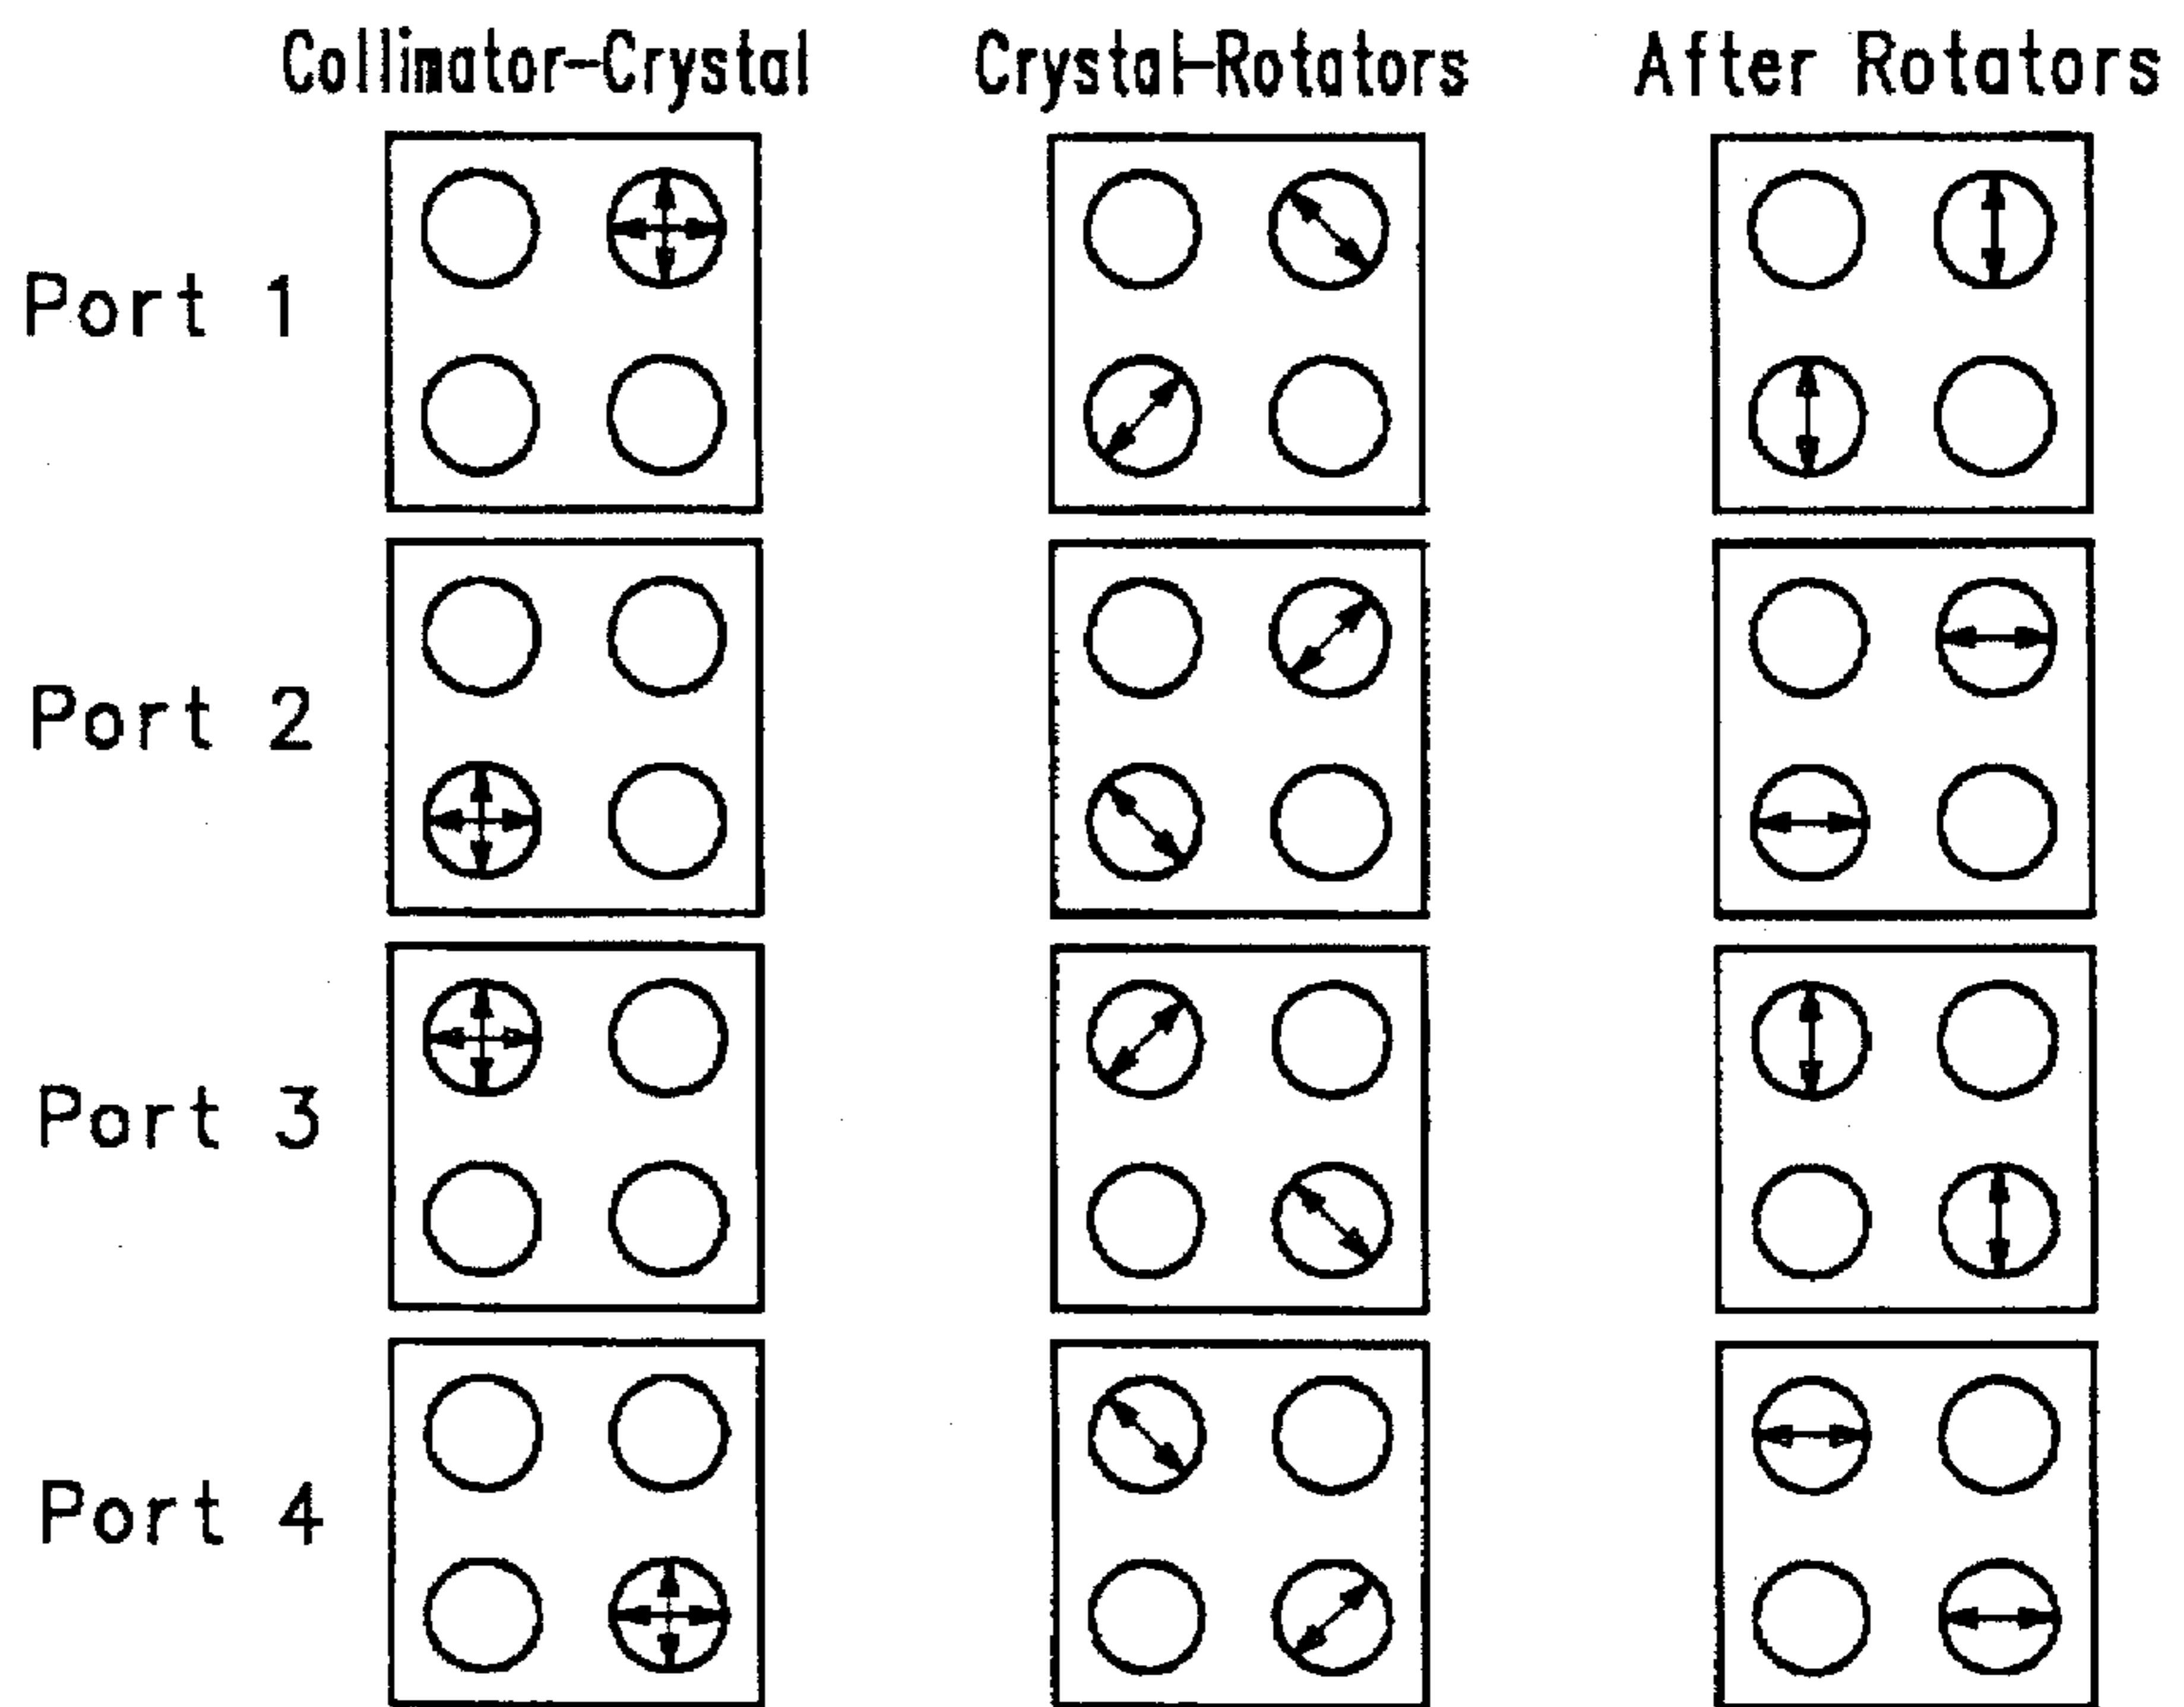 Collimator-Crystal Crystal-Rotators After Rotators
Port 1
Port 2
Port 3
Port 4